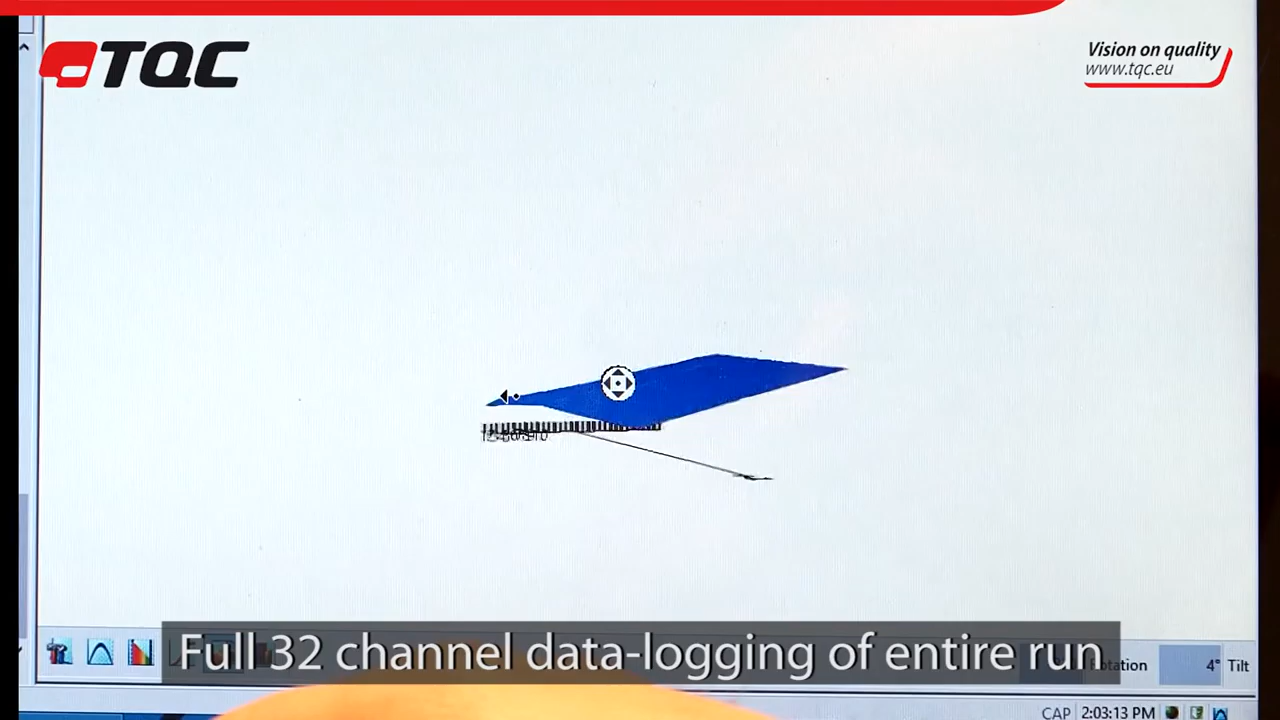 TQC
Vision on quality
www.tqc.eu
Full 32 channel data-logging of entire run
4° Tilt
CAP 2:03:13 PM